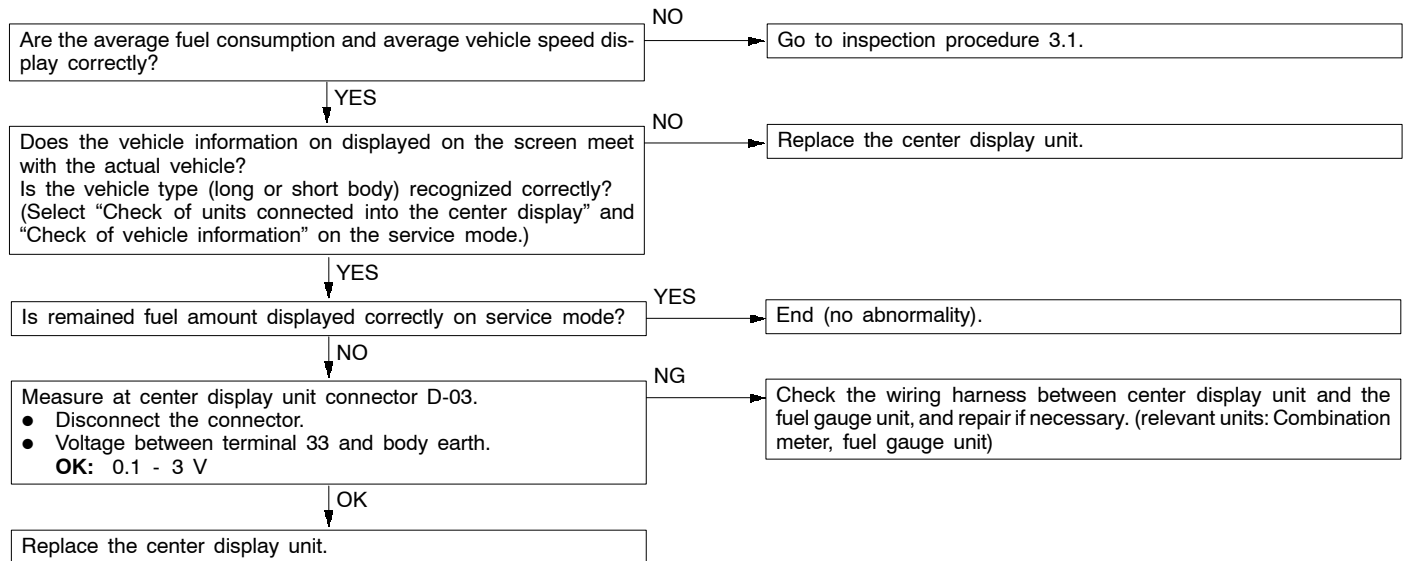 NO
Are the average fuel consumption and average vehicle speed dis-
play correctly?
Go to inspection procedure 3.1.
YES
NO
Does the vehicle information on displayed on the screen meet
with the actual vehicle?
Is the vehicle type (long or short body) recognized correctly?
(Select “Check of units connected into the center display” and
“Check of vehicle information” on the service mode.)
Replace the center display unit.
YES
YES
Is remained fuel amount displayed correctly on service mode?
End (no abnormality).
NO
NG
Measure at center display unit connector D-03.
● Disconnect the connector.
● Voltage between terminal 33 and body earth.
OK: 0.1 - 3 V
Check the wiring harness between center display unit and the
fuel gauge unit, and repair if necessary. (relevant units: Combination
meter, fuel gauge unit)
OK
Replace the center display unit.